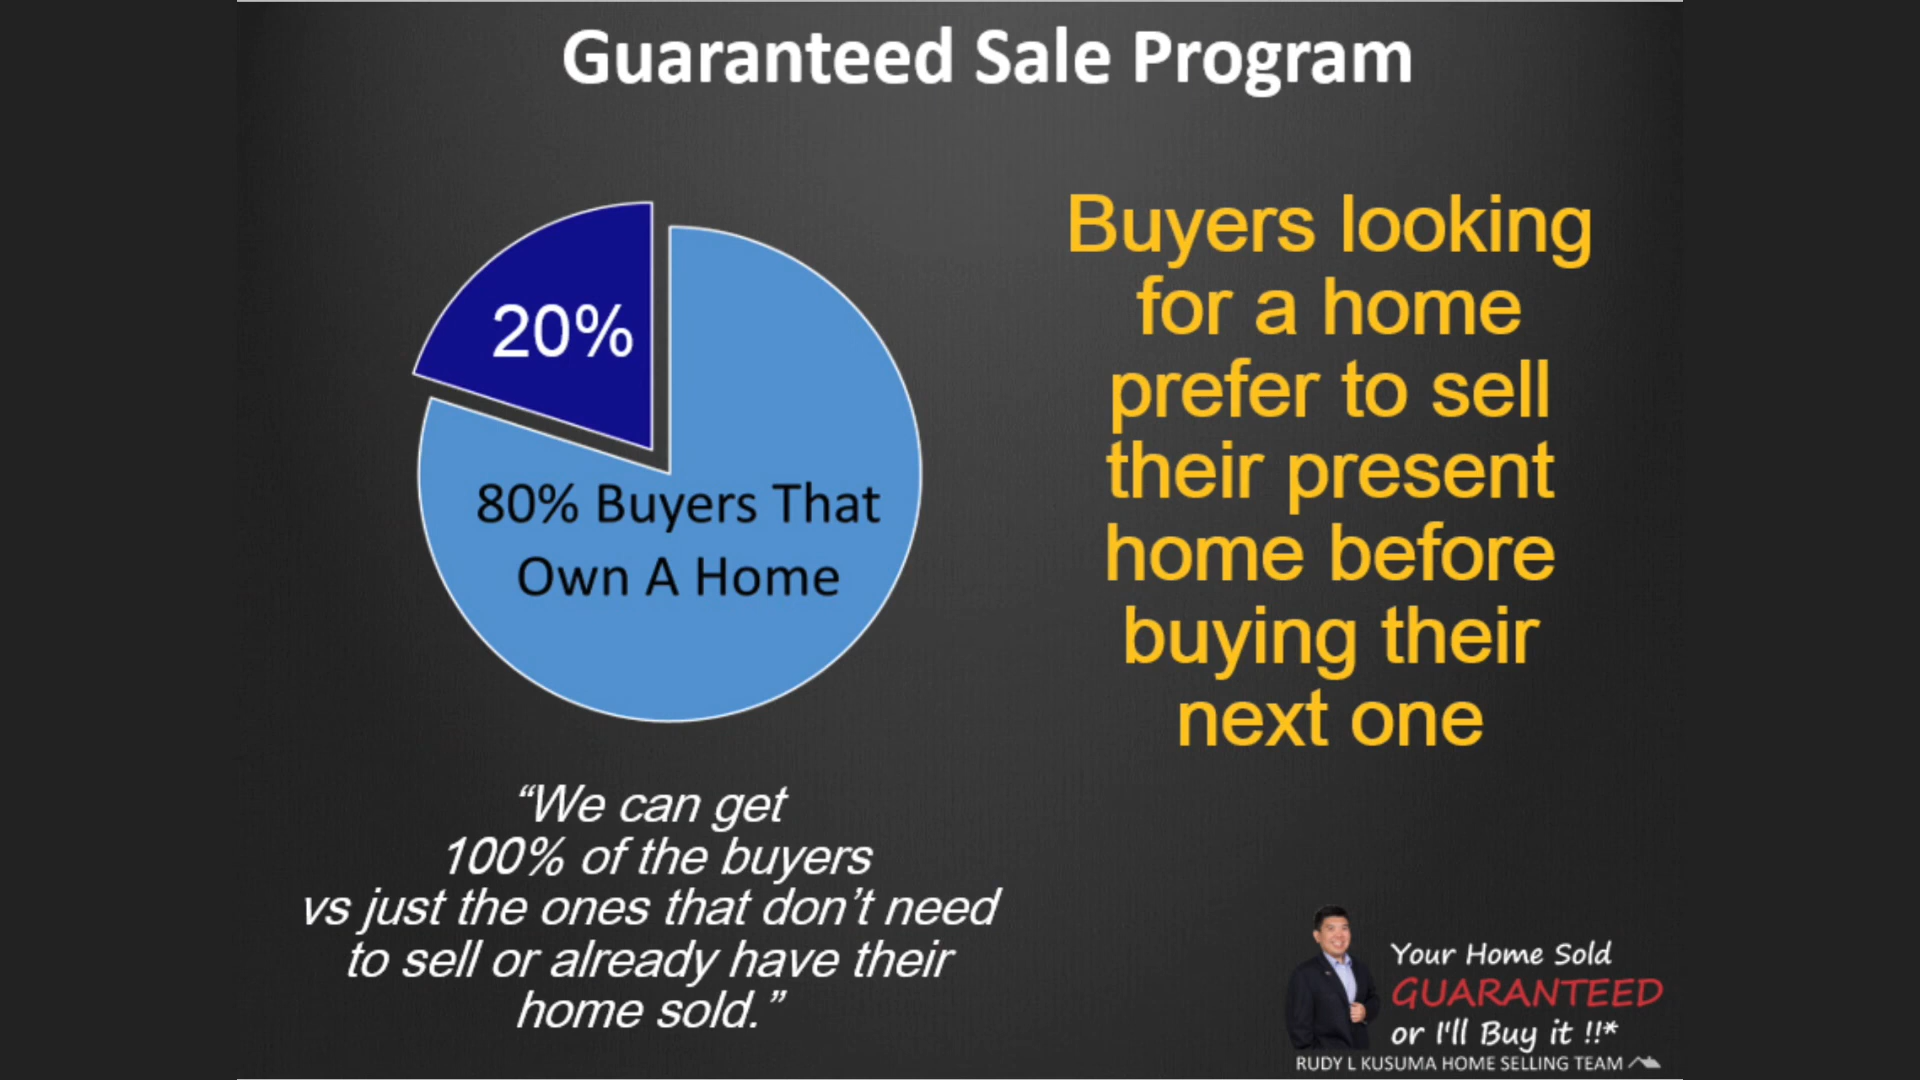 Guaranteed Sale Program
20%
80% Buyers That
Own A Home
Buyers looking
for a home
prefer to sell
their present
home before
buying their
next one
“We can get
100% of the buyers
vs just the ones that don’t need
to sell or already have their
home sold.”
Your Home Sold
GUARANTEED
or I'll Buy it !!*
RUDY L KUSUMA HOME SELLING TEAM